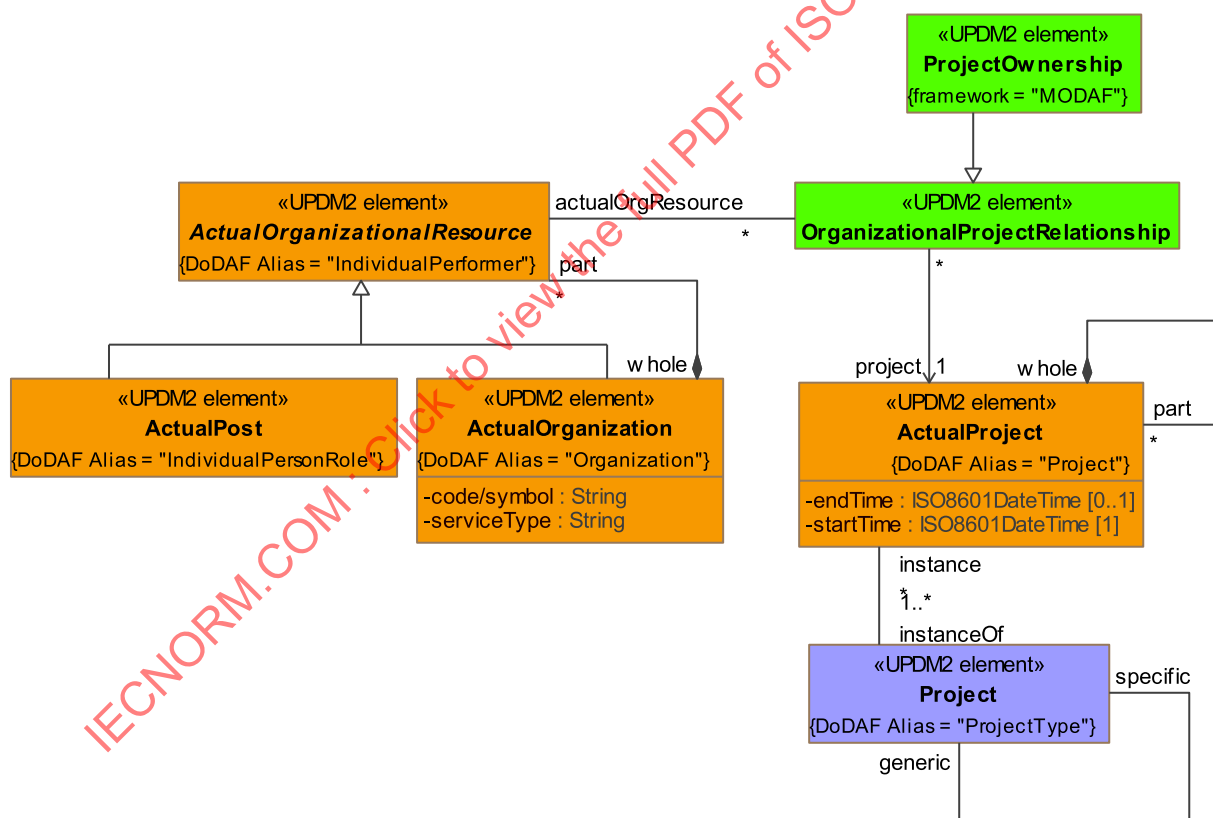 «UPDM2 element»
ProjectOwnership
{framework = "MODAF"}
«UPDM2 element»
ActualOrganizationalResource
{DoDAF Alias = "IndividualPerformer"}
actualOrgResource
*
«UPDM2 element»
OrganizationalProjectRelationship
part
*
whole
*
project
1
whole
«UPDM2 element»
ActualPost
{DoDAF Alias = "IndividualPersonRole"}
«UPDM2 element»
ActualOrganization
{DoDAF Alias = "Organization"}
-code/symbol : String
-serviceType : String
«UPDM2 element»
ActualProject
{DoDAF Alias = "Project"}
-endTime : ISO8601DateTime [0..1]
-startTime : ISO8601DateTime [1]
part
*
instance
*
1..*
instanceOf
«UPDM2 element»
Project
{DoDAF Alias = "ProjectType"}
specific
generic
IECNORM.COM : Click to view the full PDF of ISO